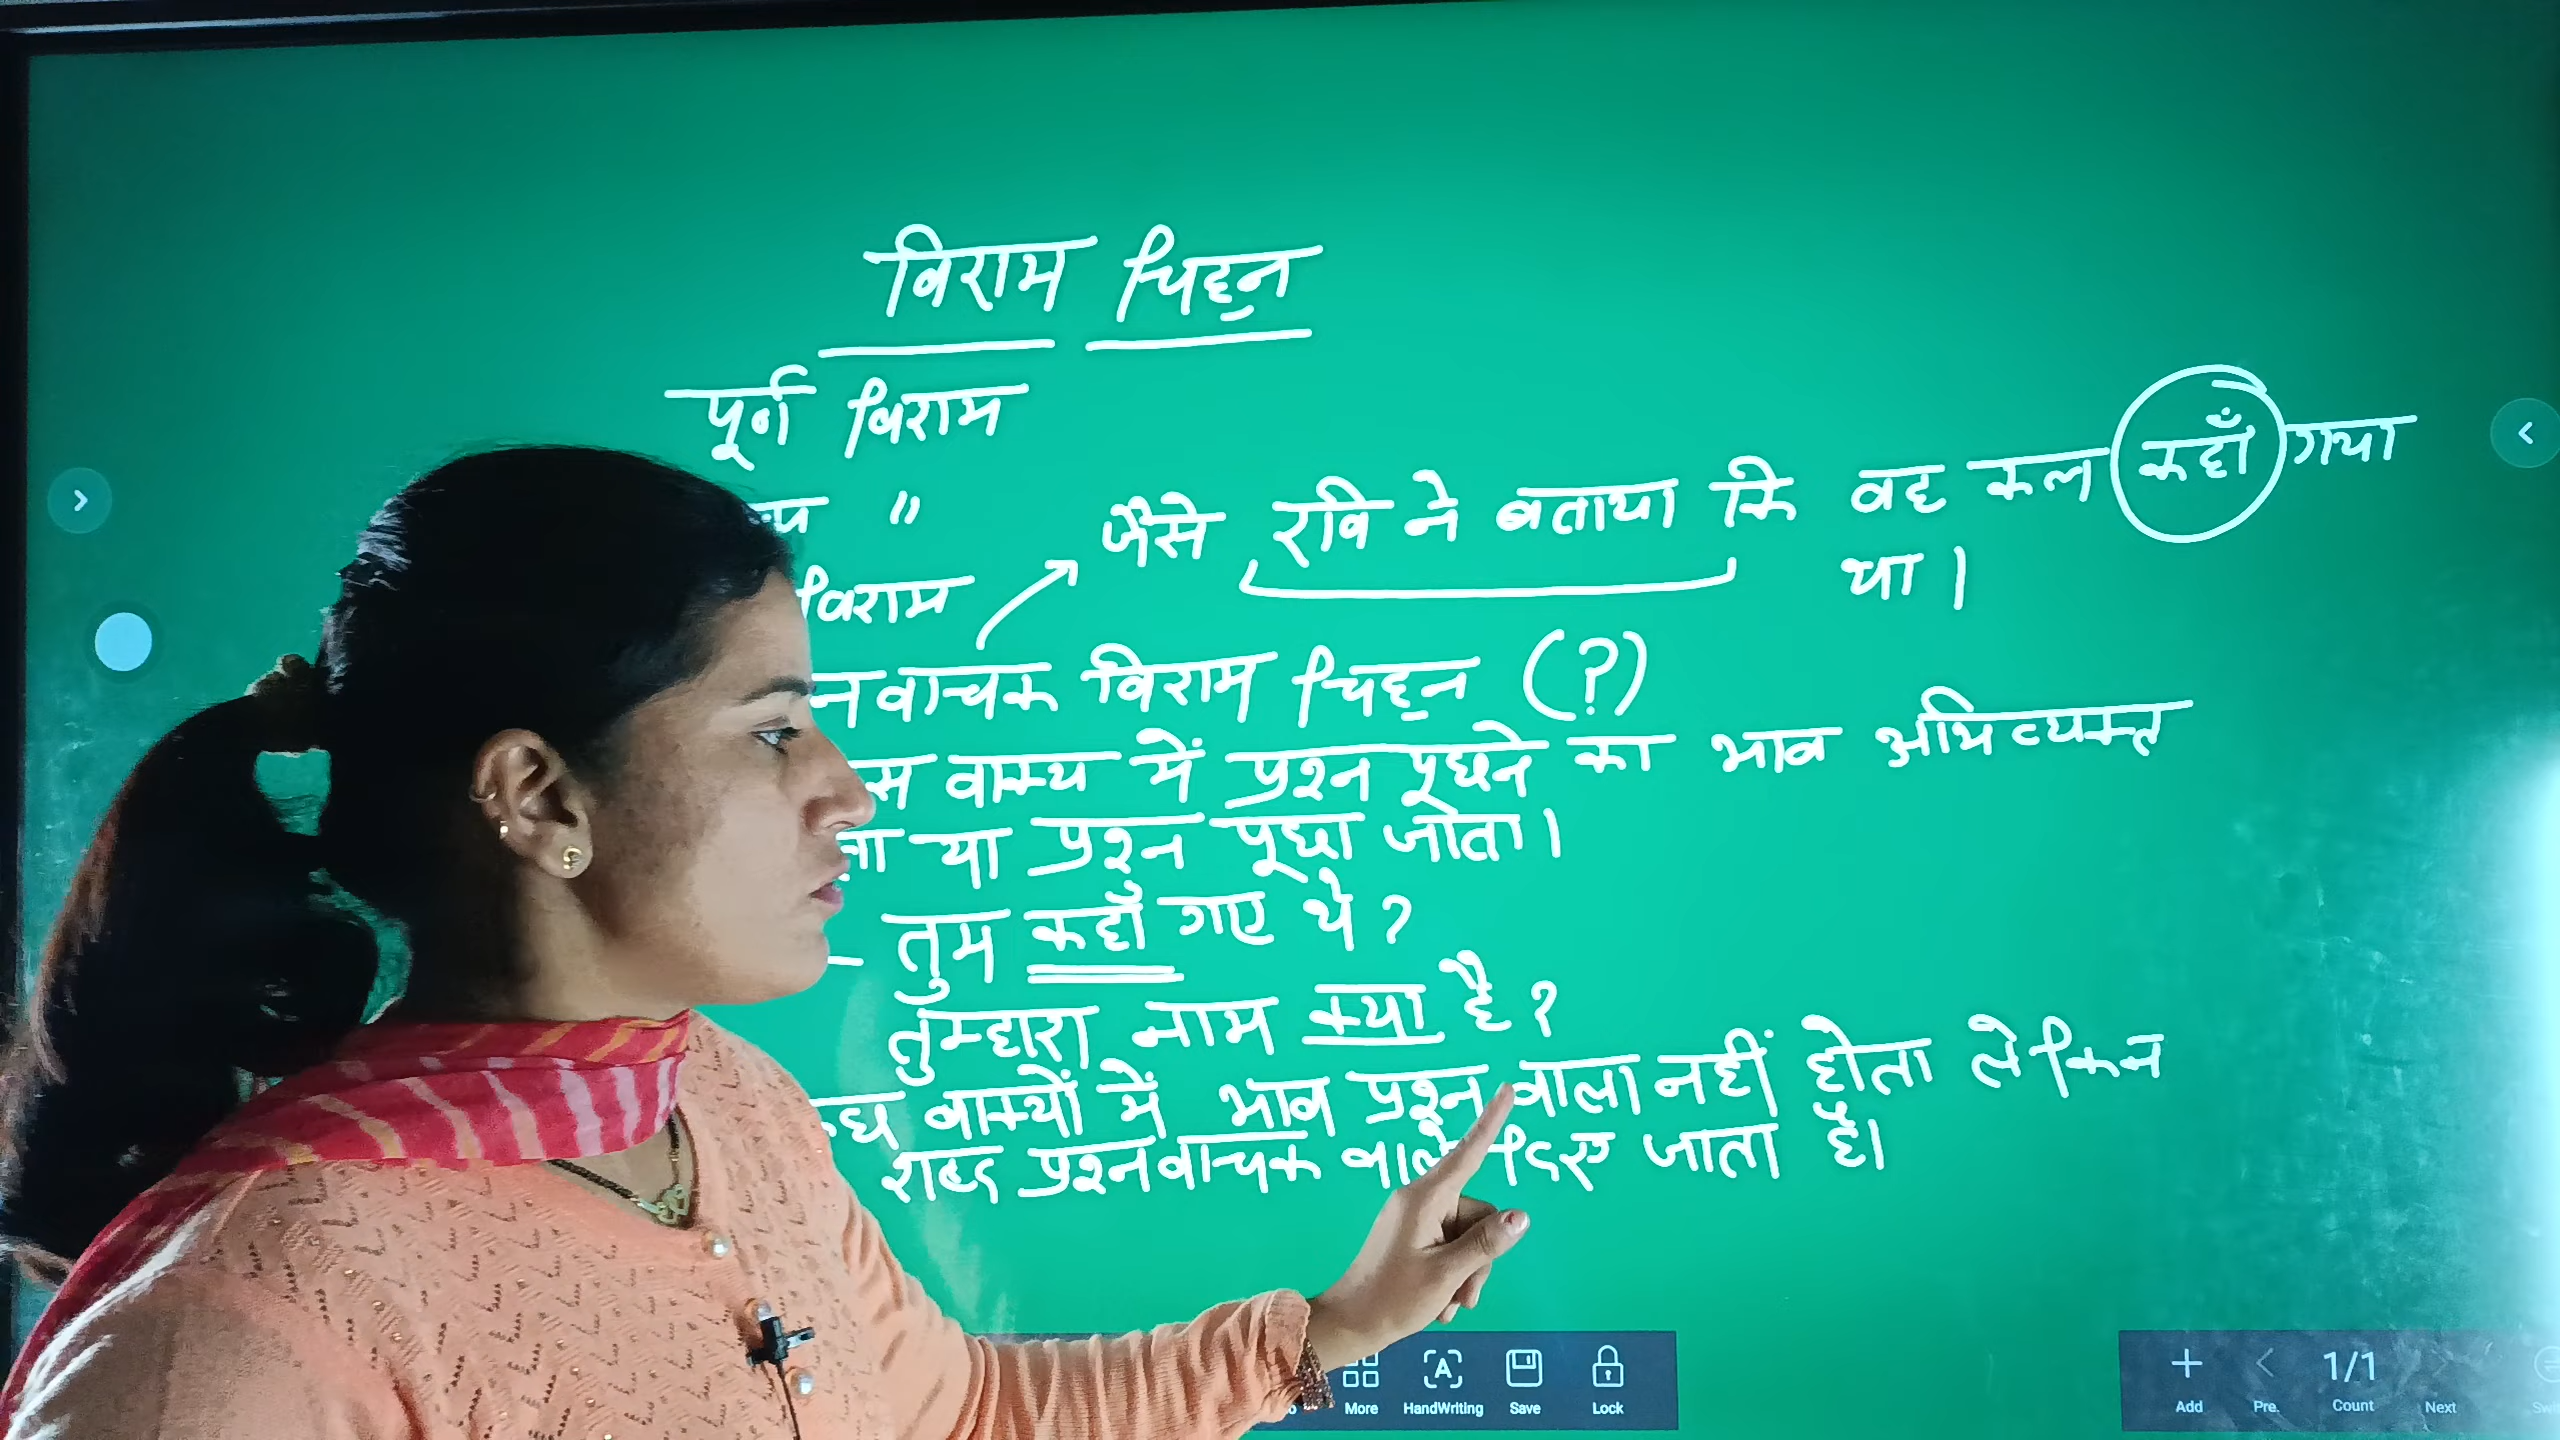 विराम चिह्न
पूर्ण विराम
"
जैसे रवि ने बताया कि वह कल कहाँ गया
था।
विराम
नवाचक विराम चिह्न (?)
स वाक्य में प्रश्न पूछने का भाव अभिव्यक्त
या प्रश्न पूछा जाता।
- तुम कहाँ गए थे ?
तुम्हारा नाम क्या है ?
वाक्यों में भाव प्रश्न वाला नहीं होता लेकिन
शब्द प्रश्नवाचक वाले जाता है।
More HandWriting Save Lock
Add Pre. 1/1 Count Next